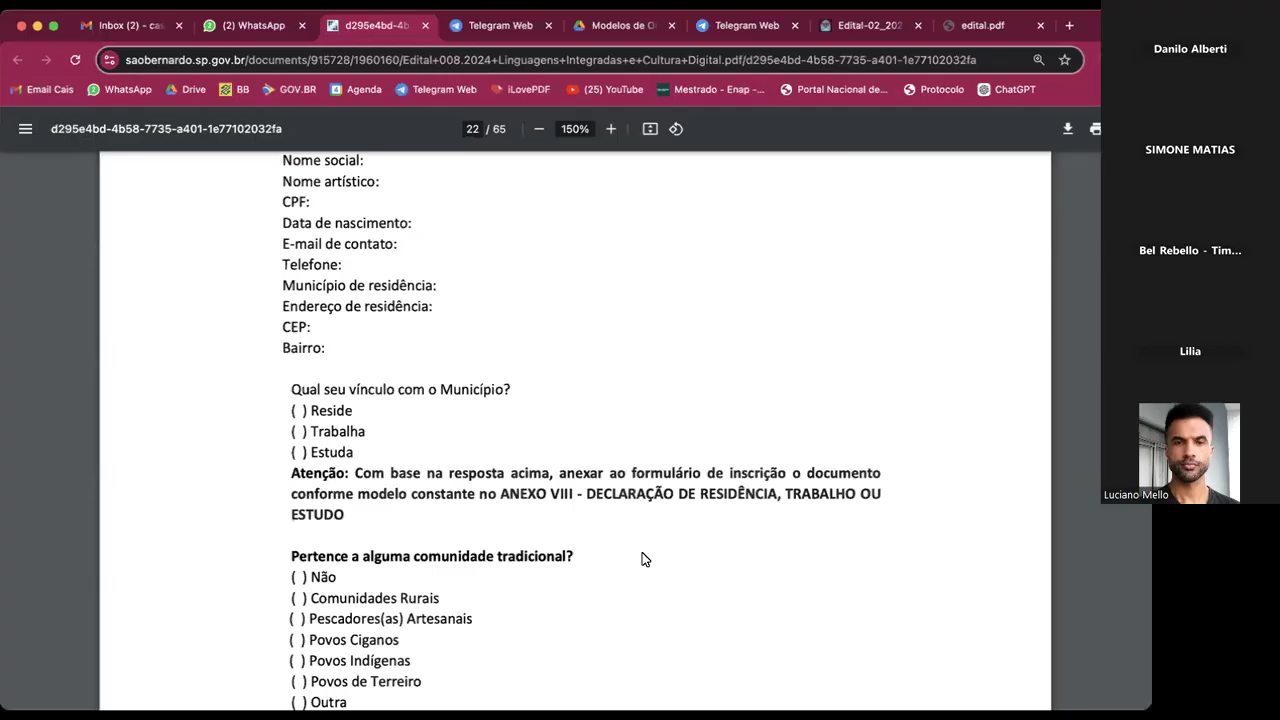 Inbox (2) - cas
(2) WhatsApp
d295e4bd-4b
Telegram Web
Modelos de O
Telegram Web
Edital-02_202
edital.pdf
saobernardo.sp.gov.br/documents/915728/1960160/Edital+008.2024+Linguagens+Integradas+e+Cultura+Digital.pdf/d295e4bd-4b58-7735-a401-1e77102032fa
Email Cais
WhatsApp
Drive
BB
GOV.BR
Agenda
Telegram Web
iLovePDF
(25) YouTube
Mestrado - Enap -...
Portal Nacional de...
Protocolo
ChatGPT
d295e4bd-4b58-7735-a401-1e77102032fa
22 / 65
150%
Nome social:
Nome artístico:
CPF:
Data de nascimento:
E-mail de contato:
Telefone:
Município de residência:
Endereço de residência:
CEP:
Bairro:
Qual seu vínculo com o Município?
( ) Reside
( ) Trabalha
( ) Estuda
Atenção: Com base na resposta acima, anexar ao formulário de inscrição o documento
conforme modelo constante no ANEXO VIII - DECLARAÇÃO DE RESIDÊNCIA, TRABALHO OU
ESTUDO
Pertence a alguma comunidade tradicional?
( ) Não
( ) Comunidades Rurais
( ) Pescadores(as) Artesanais
( ) Povos Ciganos
( ) Povos Indígenas
( ) Povos de Terreiro
( ) Outra
Danilo Alberti
SIMONE MATIAS
Bel Rebello - Tim...
Lilia
Luciano Mello